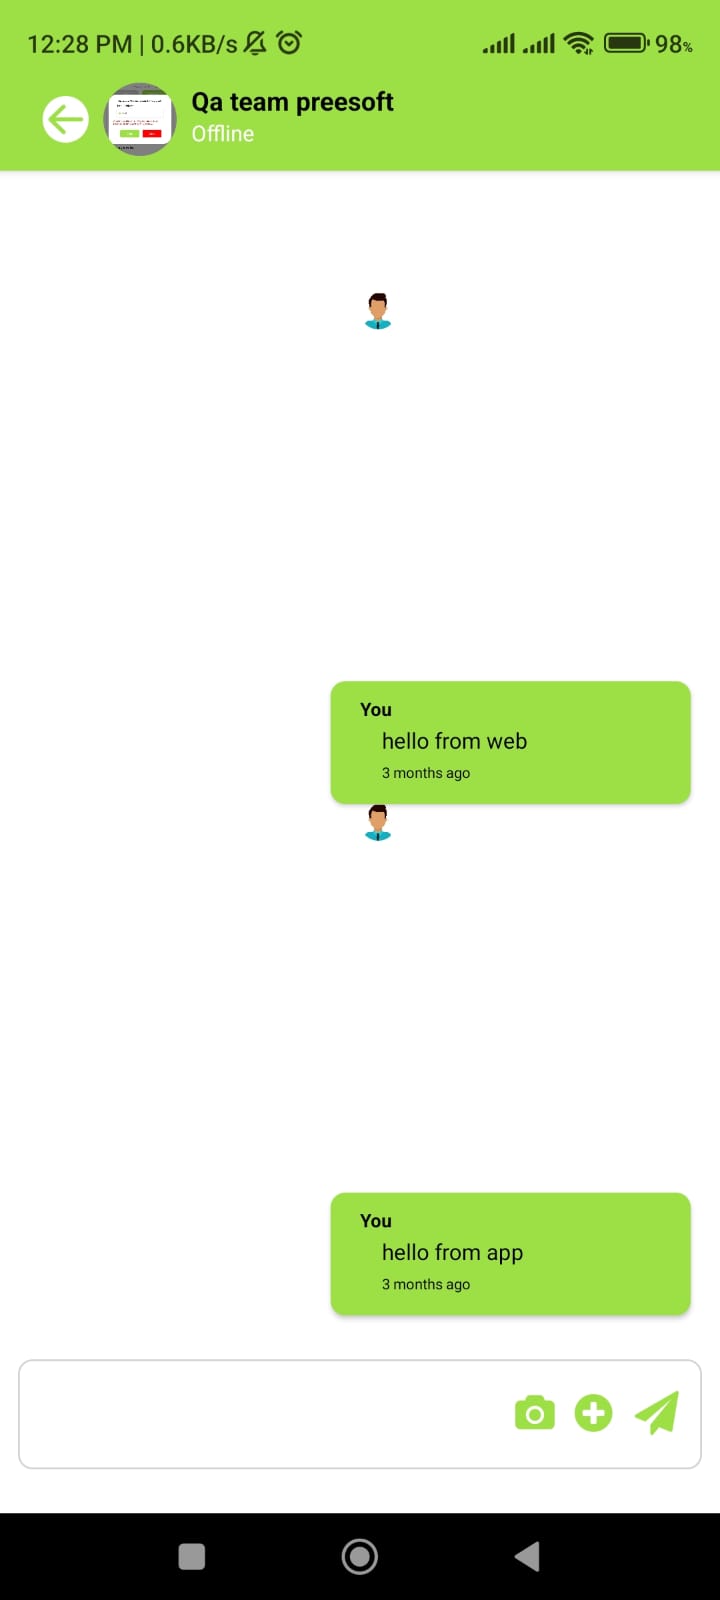 12:28 PM | 0.6KB/s 98%
Qa team preesoft
Offline
You
hello from web
3 months ago
You
hello from app
3 months ago